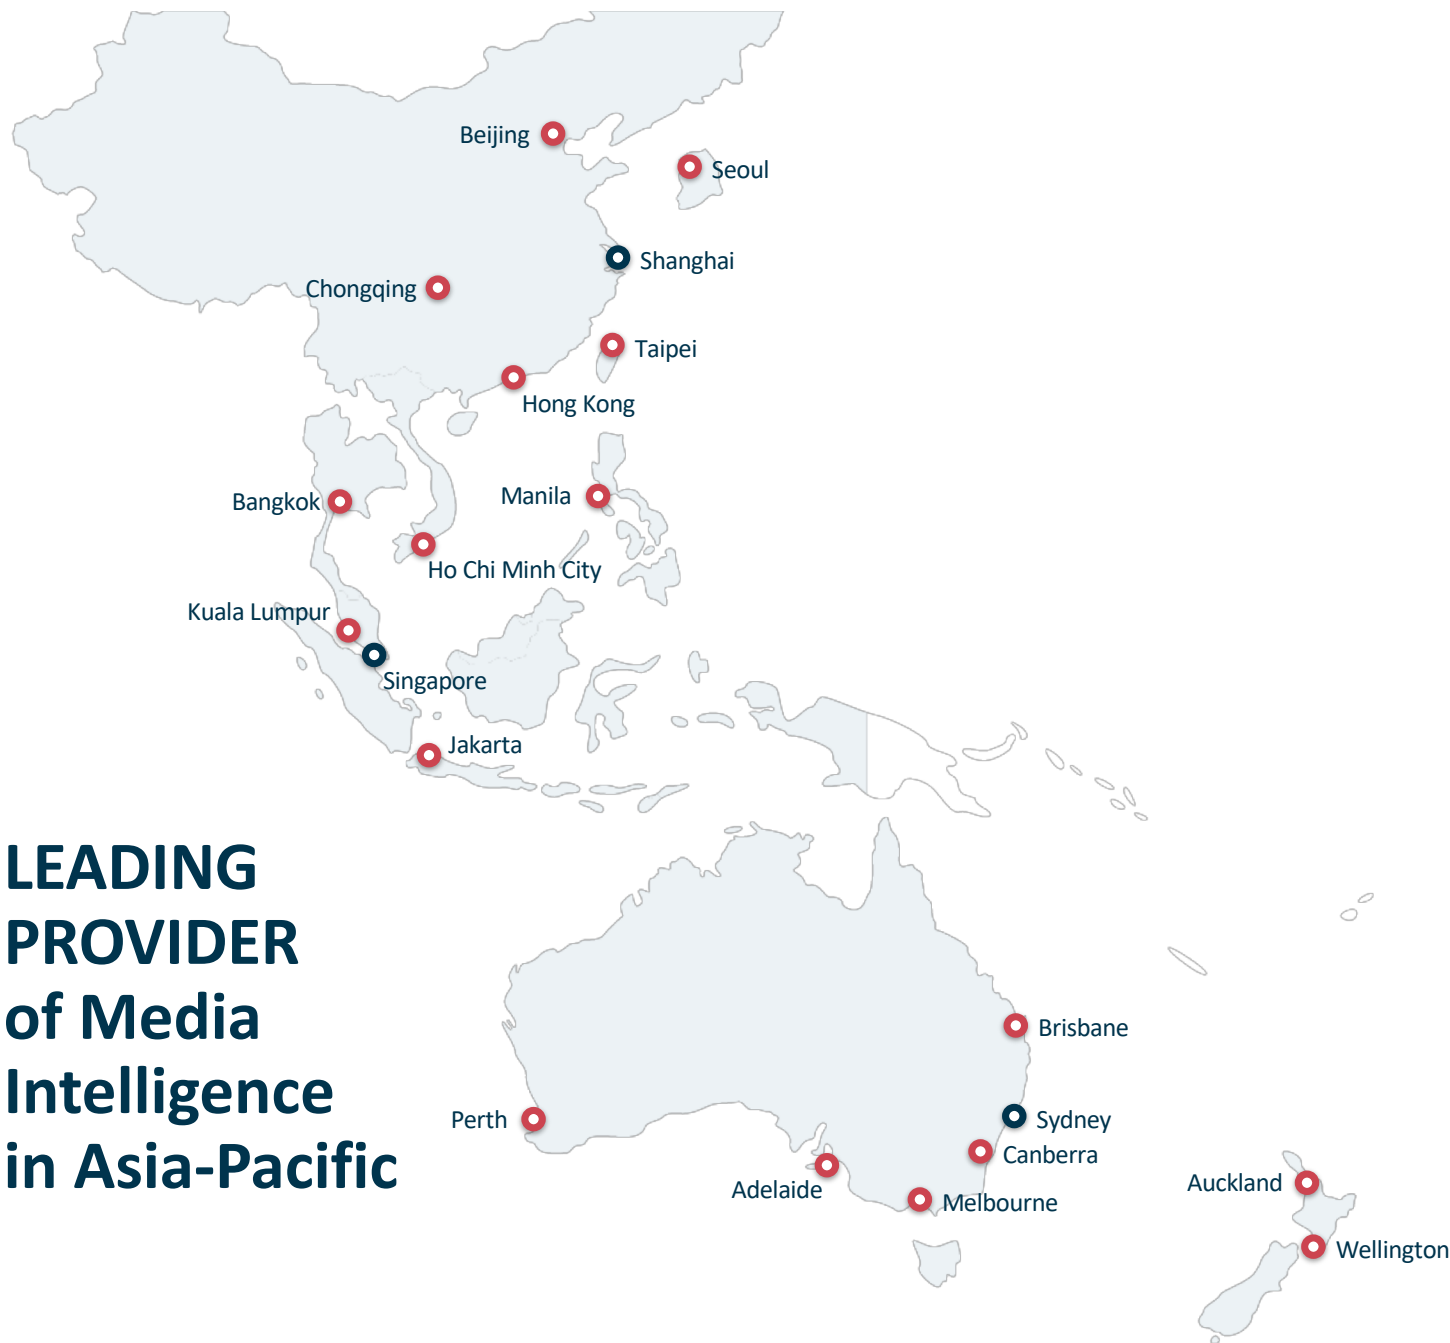 Beijing
Seoul
Shanghai
Chongqing
Taipei
Hong Kong
Bangkok
Manila
Ho Chi Minh City
Kuala Lumpur
Singapore
Jakarta
LEADING
PROVIDER
of Media
Intelligence
in Asia-Pacific
Brisbane
Perth
Sydney
Canberra
Adelaide
Melbourne
Auckland
Wellington